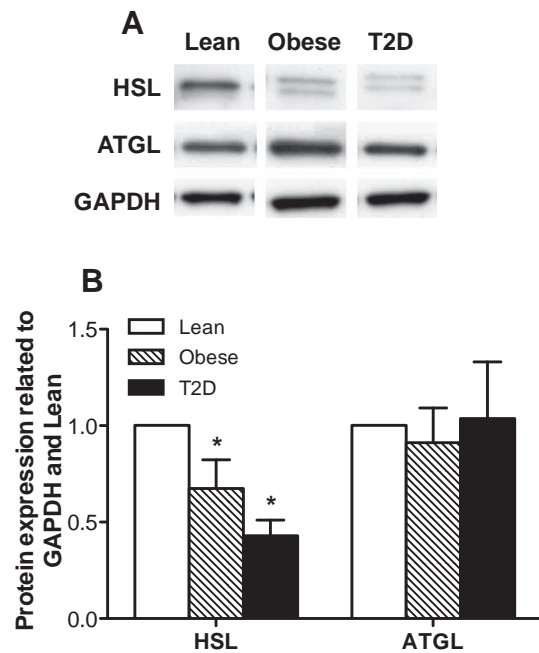 A
Lean Obese T2D
HSL
ATGL
GAPDH
B
Protein expression related to
GAPDH and Lean
1.5
1.0
0.5
0.0
Lean
Obese
T2D
*
*
HSL ATGL